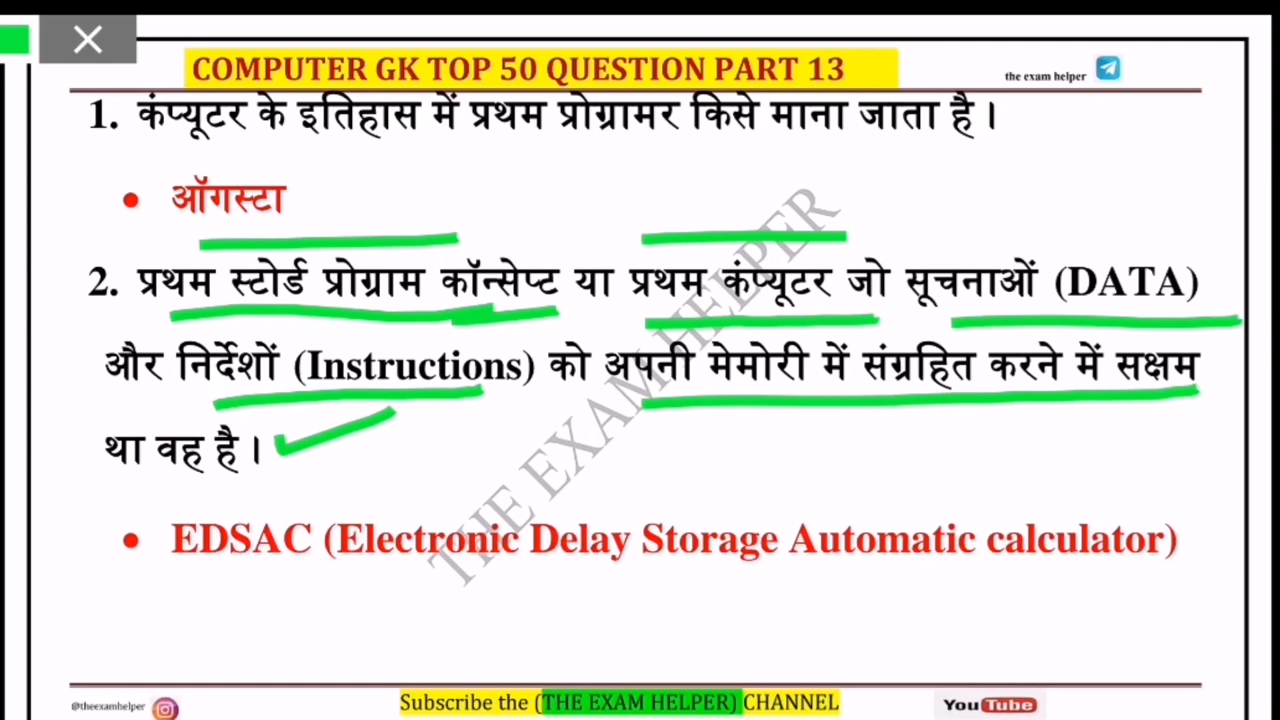 COMPUTER GK TOP 50 QUESTION PART 13
the exam helper
1. कंप्यूटर के इतिहास में प्रथम प्रोग्रामर किसे माना जाता है।
• ऑगस्टा
2. प्रथम स्टोर्ड प्रोग्राम कॉन्सेप्ट या प्रथम कंप्यूटर जो सूचनाओं (DATA)
और निर्देशों (Instructions) को अपनी मेमोरी में संग्रहित करने में सक्षम
था वह है।
• EDSAC (Electronic Delay Storage Automatic calculator)
THE EXAM HELPER
@theexamhelper
Subscribe the (THE EXAM HELPER) CHANNEL
YouTube